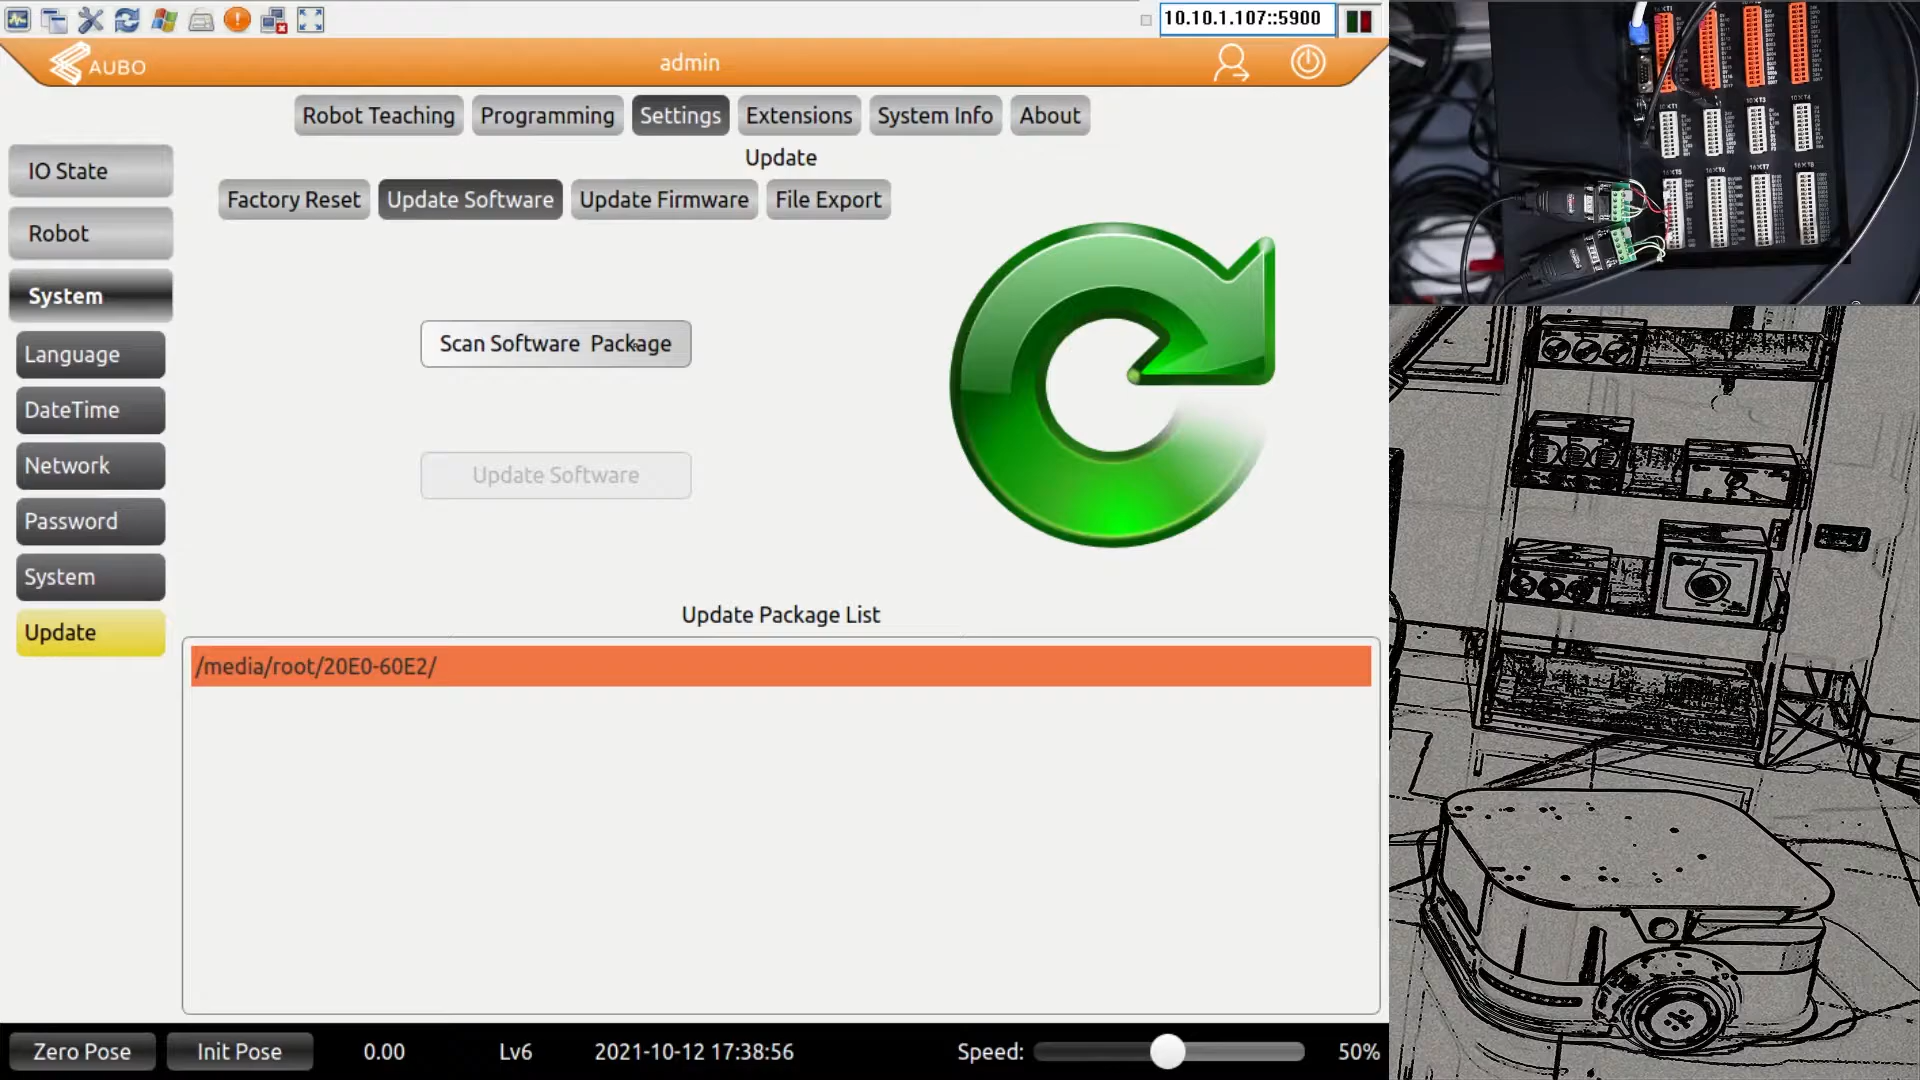 10.10.1.107::5900
AUBO
admin
Robot Teaching
Programming
Settings
Extensions
System Info
About
Update
IO State
Robot
System
Language
DateTime
Network
Password
System
Update
Factory Reset
Update Software
Update Firmware
File Export
Scan Software Package
Update Software
Update Package List
/media/root/20E0-60E2/
Zero Pose
Init Pose
0.00
Lv6
2021-10-12 17:38:56
Speed:
50%